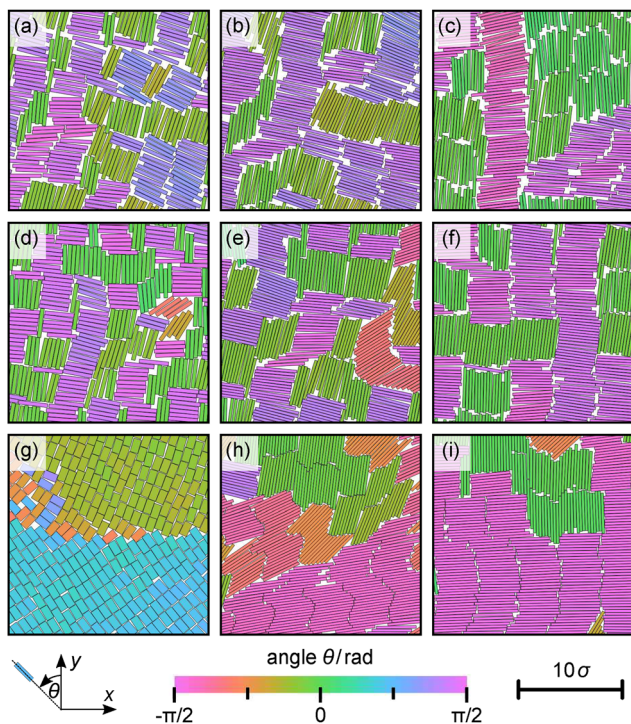 (a) (b) (c)
(d) (e) (f)
(g) (h) (i)
y
θ
x
angle θ/rad
-π/2 0 π/2
10σ